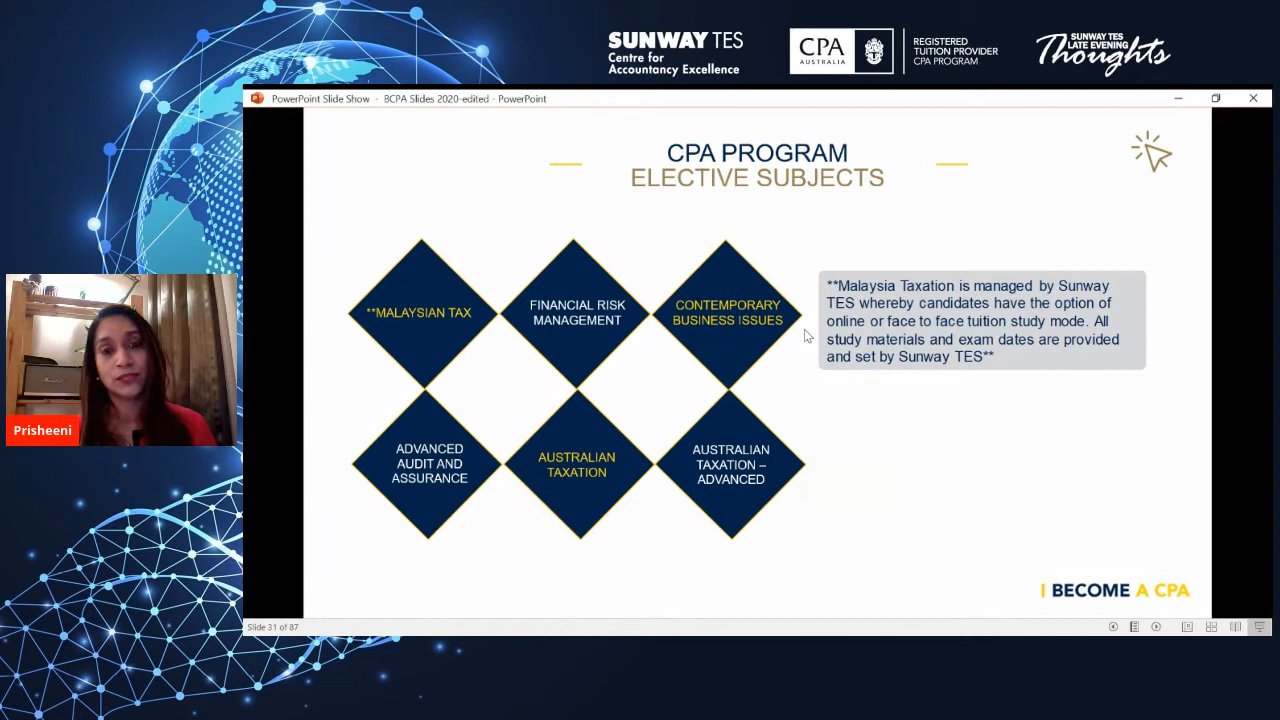 SUNWAY TES
Centre for
Accountancy Excellence
CPA
AUSTRALIA
REGISTERED
TUITION PROVIDER
CPA PROGRAM
SUNWAY TES
LATE EVENING
Thoughts
PowerPoint Slide Show - BCPA Slides 2020-edited - PowerPoint
CPA PROGRAM
ELECTIVE SUBJECTS
**MALAYSIAN TAX
FINANCIAL RISK
MANAGEMENT
CONTEMPORARY
BUSINESS ISSUES
**Malaysia Taxation is managed by Sunway
TES whereby candidates have the option of
online or face to face tuition study mode. All
study materials and exam dates are provided
and set by Sunway TES**
ADVANCED
AUDIT AND
ASSURANCE
AUSTRALIAN
TAXATION
AUSTRALIAN
TAXATION –
ADVANCED
Prisheeni
I BECOME A CPA
Slide 31 of 87